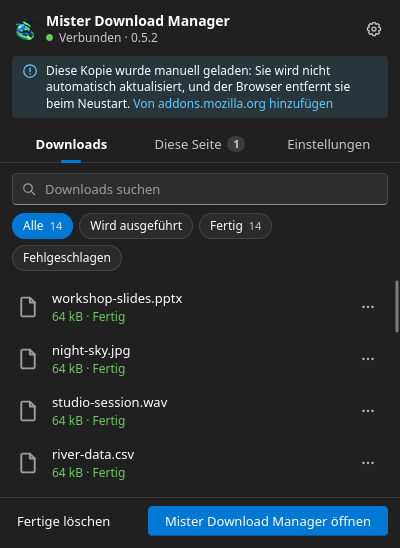 Mister Download Manager
Verbunden · 0.5.2
Diese Kopie wurde manuell geladen: Sie wird nicht
automatisch aktualisiert, und der Browser entfernt sie
beim Neustart. Von addons.mozilla.org hinzufügen
Downloads Diese Seite 1 Einstellungen
Downloads suchen
Alle 14 Wird ausgeführt Fertig 14
Fehlgeschlagen
workshop-slides.pptx
64 kB · Fertig
night-sky.jpg
64 kB · Fertig
studio-session.wav
64 kB · Fertig
river-data.csv
64 kB · Fertig
Fertige löschen Mister Download Manager öffnen